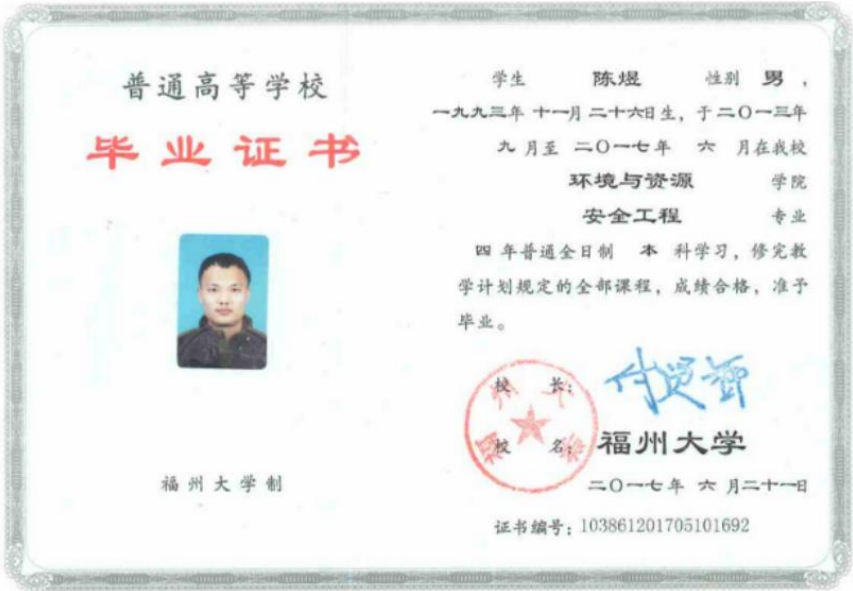 普通高等学校
毕业证书
福州大学制
学生 陈煜 性别 男,
一九九三年 十一月 二十六日生, 于二〇一三年
九 月至 二〇一七年 六 月在我校
环境与资源 学院
安全工程 专业
四 年普通全日制 本 科学习, 修完教
学计划规定的全部课程, 成绩合格, 准予
毕业。
校 长:
校 名: 福州大学
二〇一七年 六 月二十一日
证书编号: 103861201705101692
福州大学